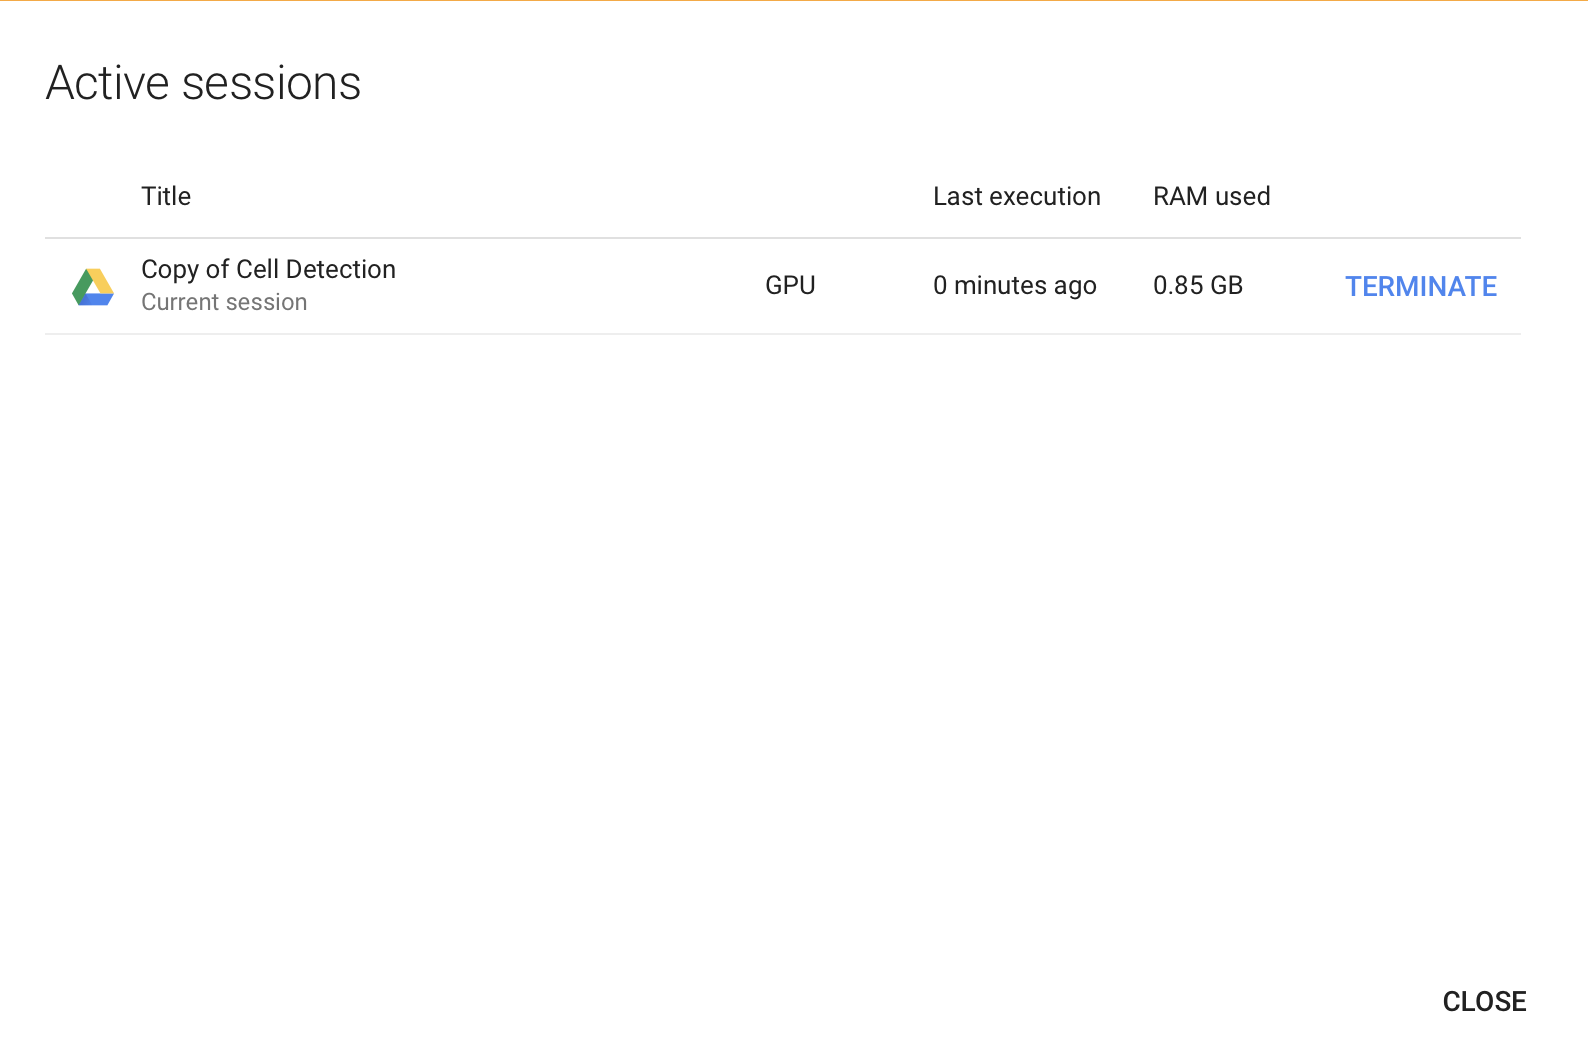 Active sessions
Title Last execution RAM used
Copy of Cell Detection
Current session
GPU 0 minutes ago 0.85 GB TERMINATE
CLOSE